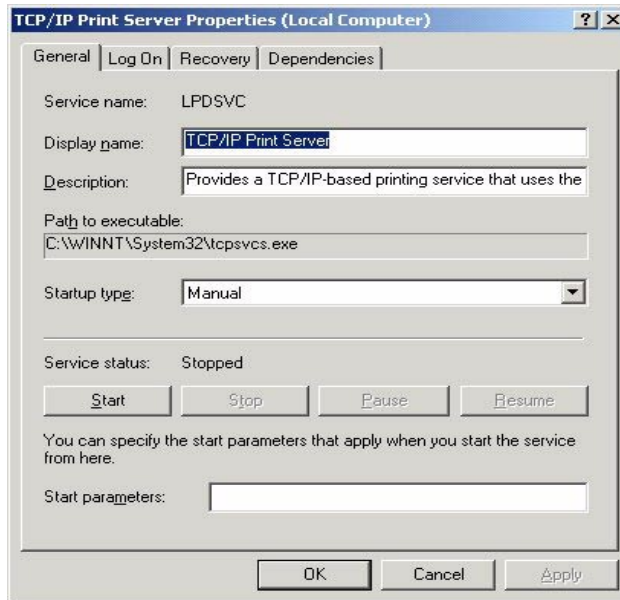 TCP/IP Print Server Properties (Local Computer)
General Log On Recovery Dependencies
Service name: LPDSVC
Display name: TCP/IP Print Server
Description: Provides a TCP/IP-based printing service that uses the
Path to executable:
C:\WINNT\System32\tcpsvcs.exe
Startup type: Manual
Service status: Stopped
Start Stop Pause Resume
You can specify the start parameters that apply when you start the service
from here.
Start parameters:
OK Cancel Apply